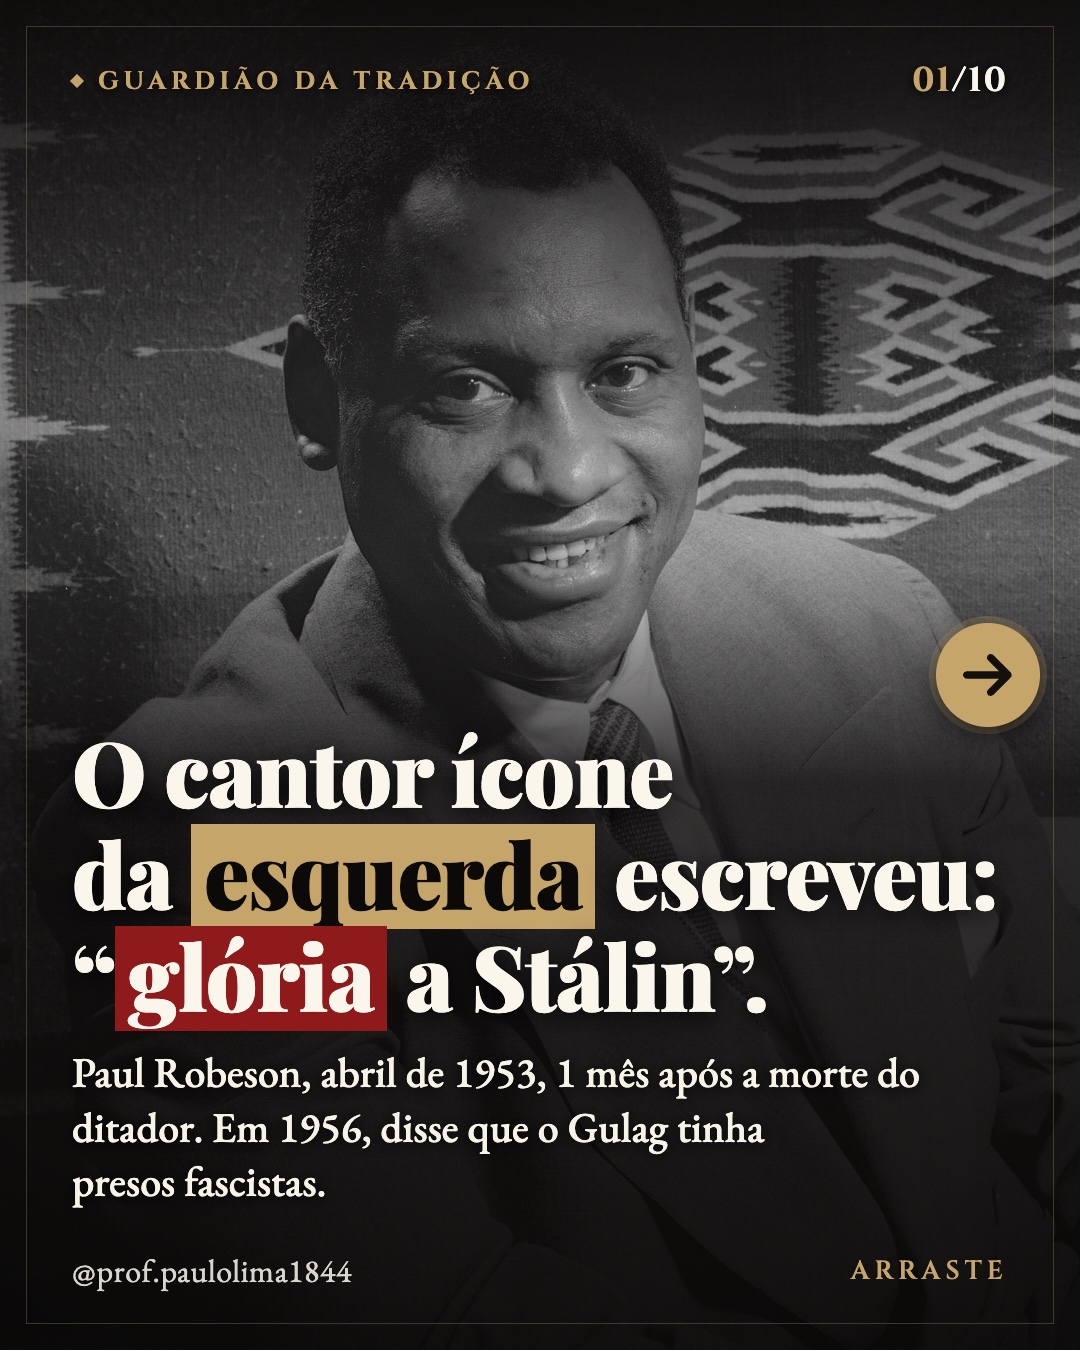 GUARDIÃO DA TRADIÇÃO
01/10
O cantor ícone
da esquerda escreveu:
“glória a Stálin”.
Paul Robeson, abril de 1953, 1 mês após a morte do
ditador. Em 1956, disse que o Gulag tinha
presos fascistas.
@prof.paulolima1844
ARRASTE